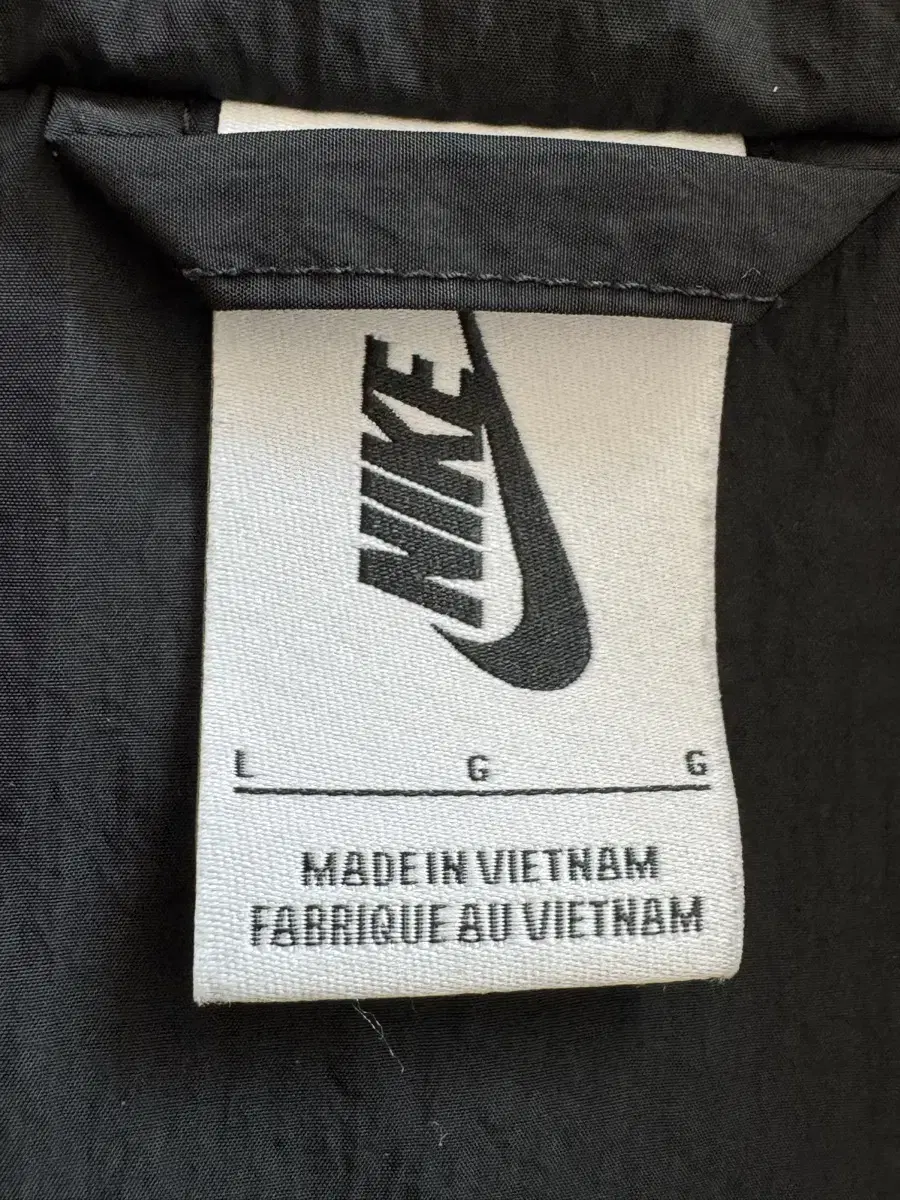 NIKE
L G G
MADE IN VIETNAM
FABRIQUE AU VIETNAM